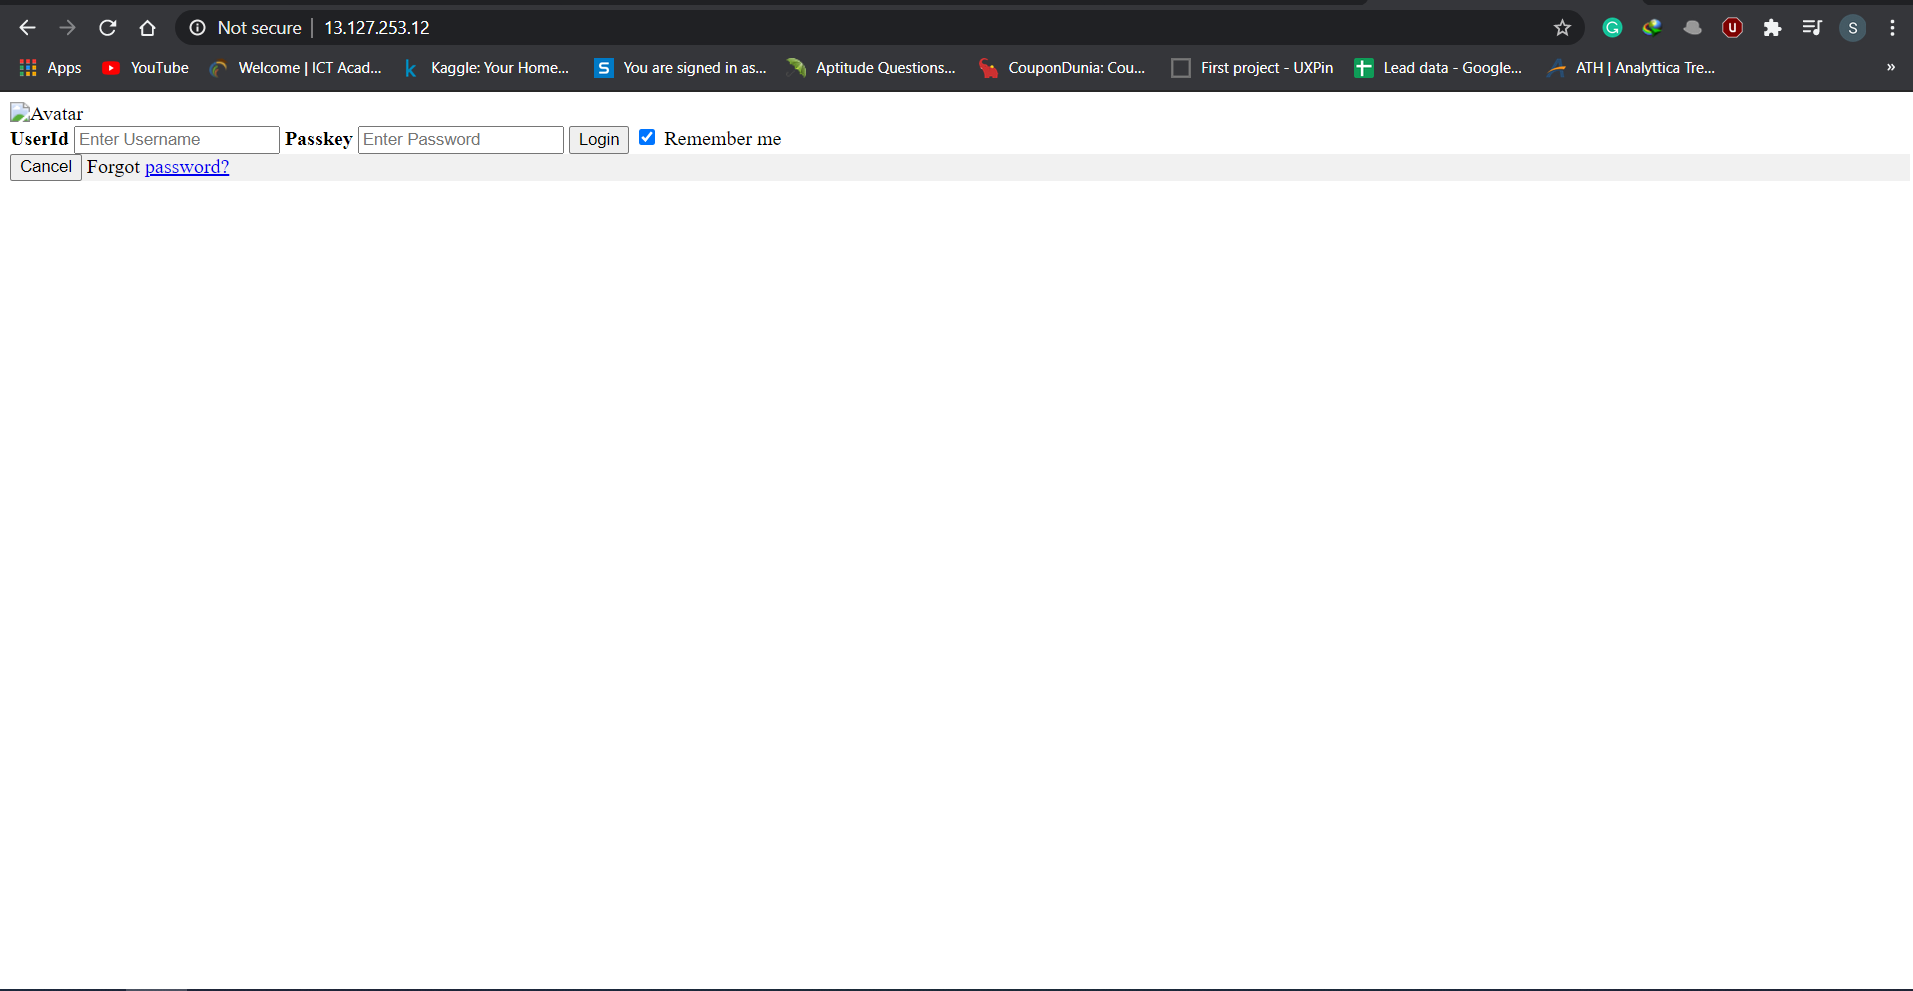 Not secure | 13.127.253.12
G U S
Apps YouTube Welcome | ICT Acad... k Kaggle: Your Home... S You are signed in as... Aptitude Questions... CouponDunia: Cou... First project - UXPin Lead data - Google... ATH | Analyttica Tre... »
Avatar
UserId Enter Username Passkey Enter Password Login Remember me
Cancel Forgot password?